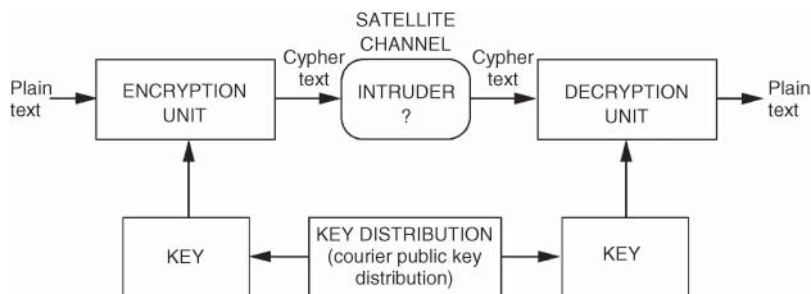 SATELLITE
CHANNEL
Plain
text
ENCRYPTION
UNIT
Cypher
text
INTRUDER
?
Cypher
text
DECRYPTION
UNIT
Plain
text
KEY
KEY DISTRIBUTION
(courier public key
distribution)
KEY